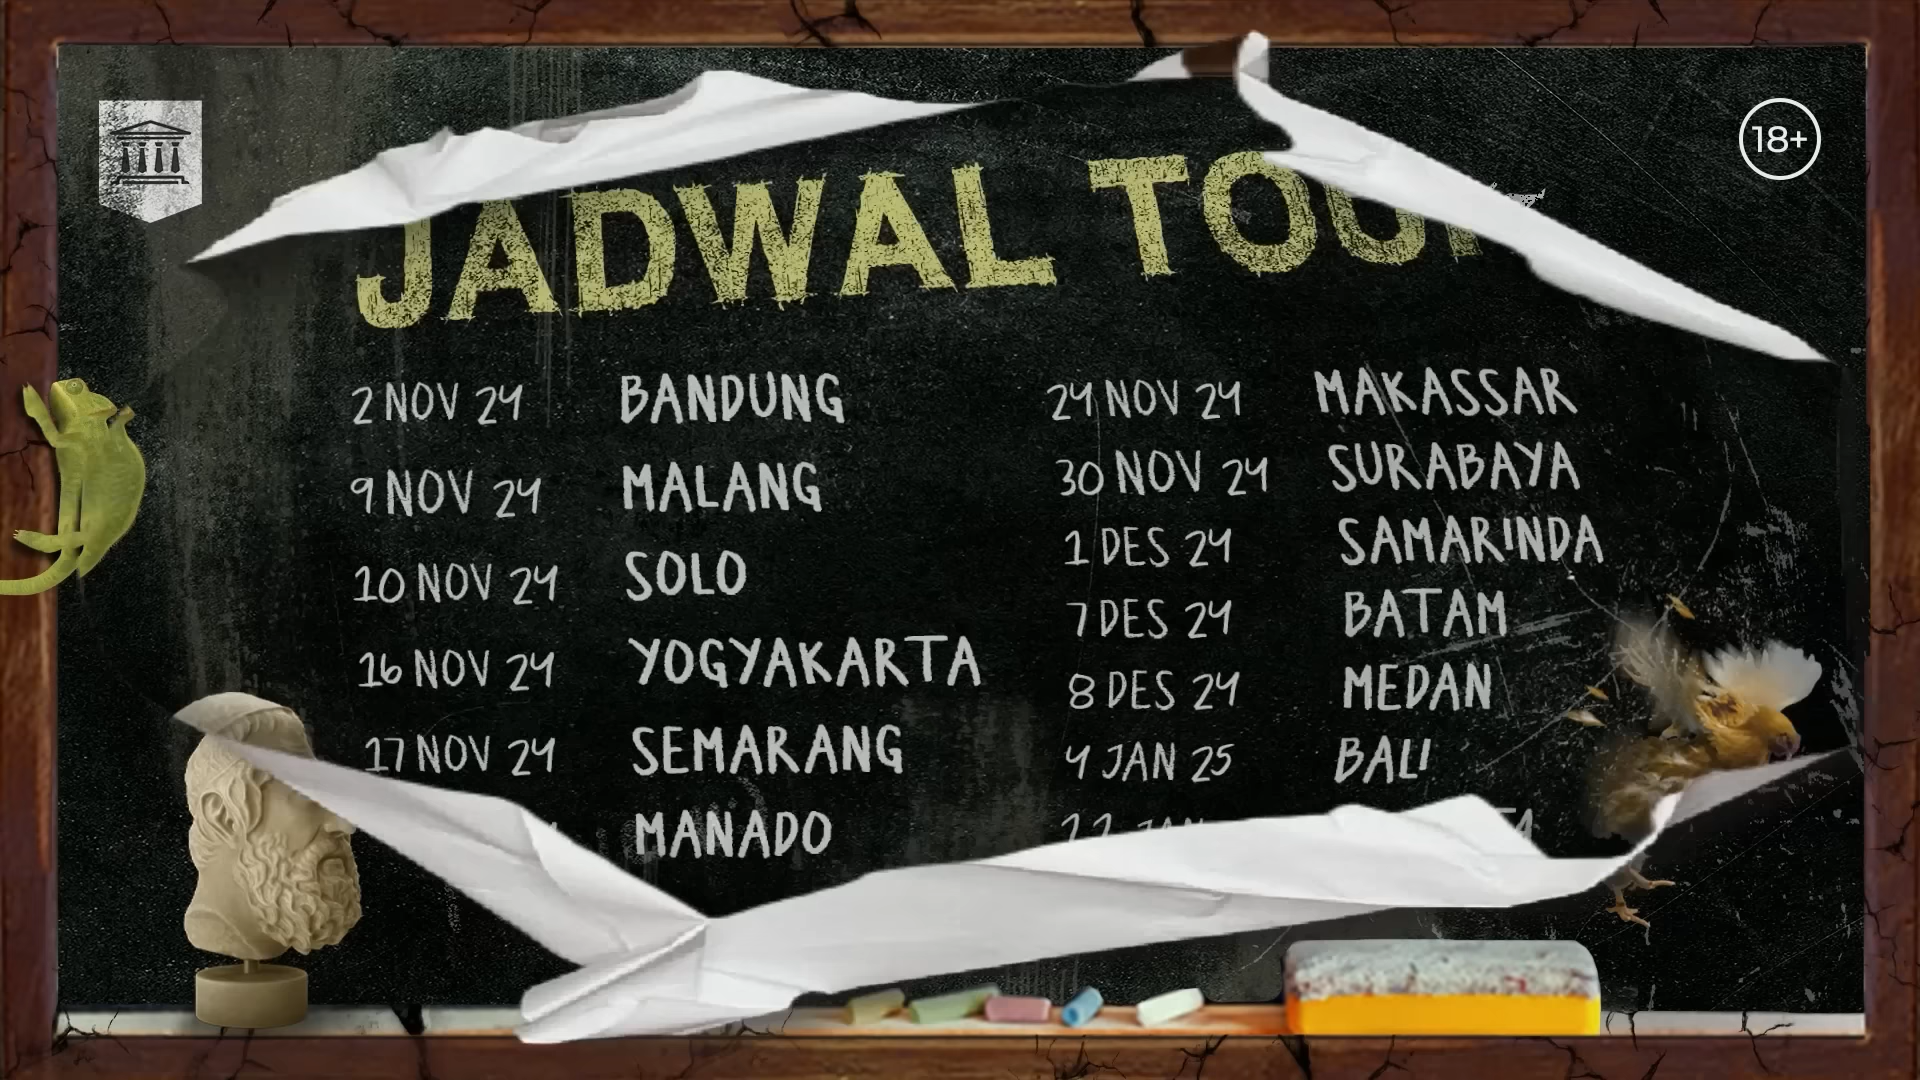 18+
JADWAL TOUR
2 NOV 24 BANDUNG
9 NOV 24 MALANG
10 NOV 24 SOLO
16 NOV 24 YOGYAKARTA
17 NOV 24 SEMARANG
MANADO
24 NOV 24 MAKASSAR
30 NOV 24 SURABAYA
1 DES 24 SAMARINDA
7 DES 24 BATAM
8 DES 24 MEDAN
4 JAN 25 BALI